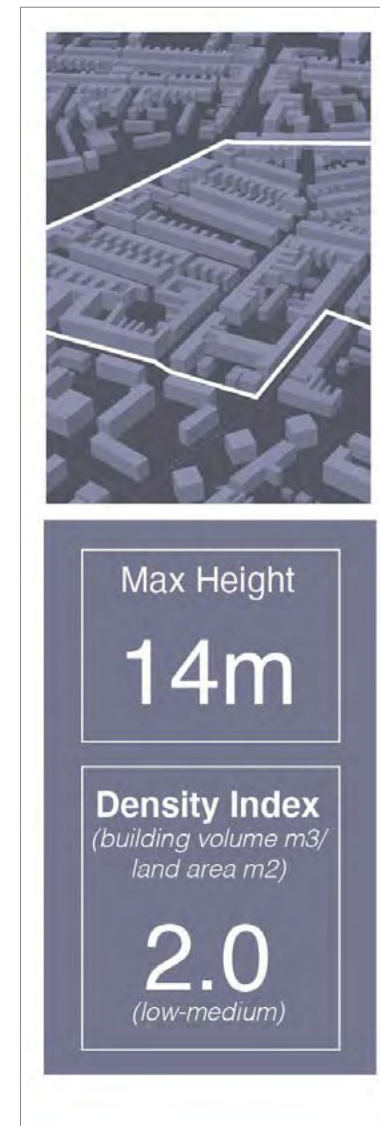 Max Height
14m
Density Index
(building volume m3/
land area m2)
2.0
(low-medium)